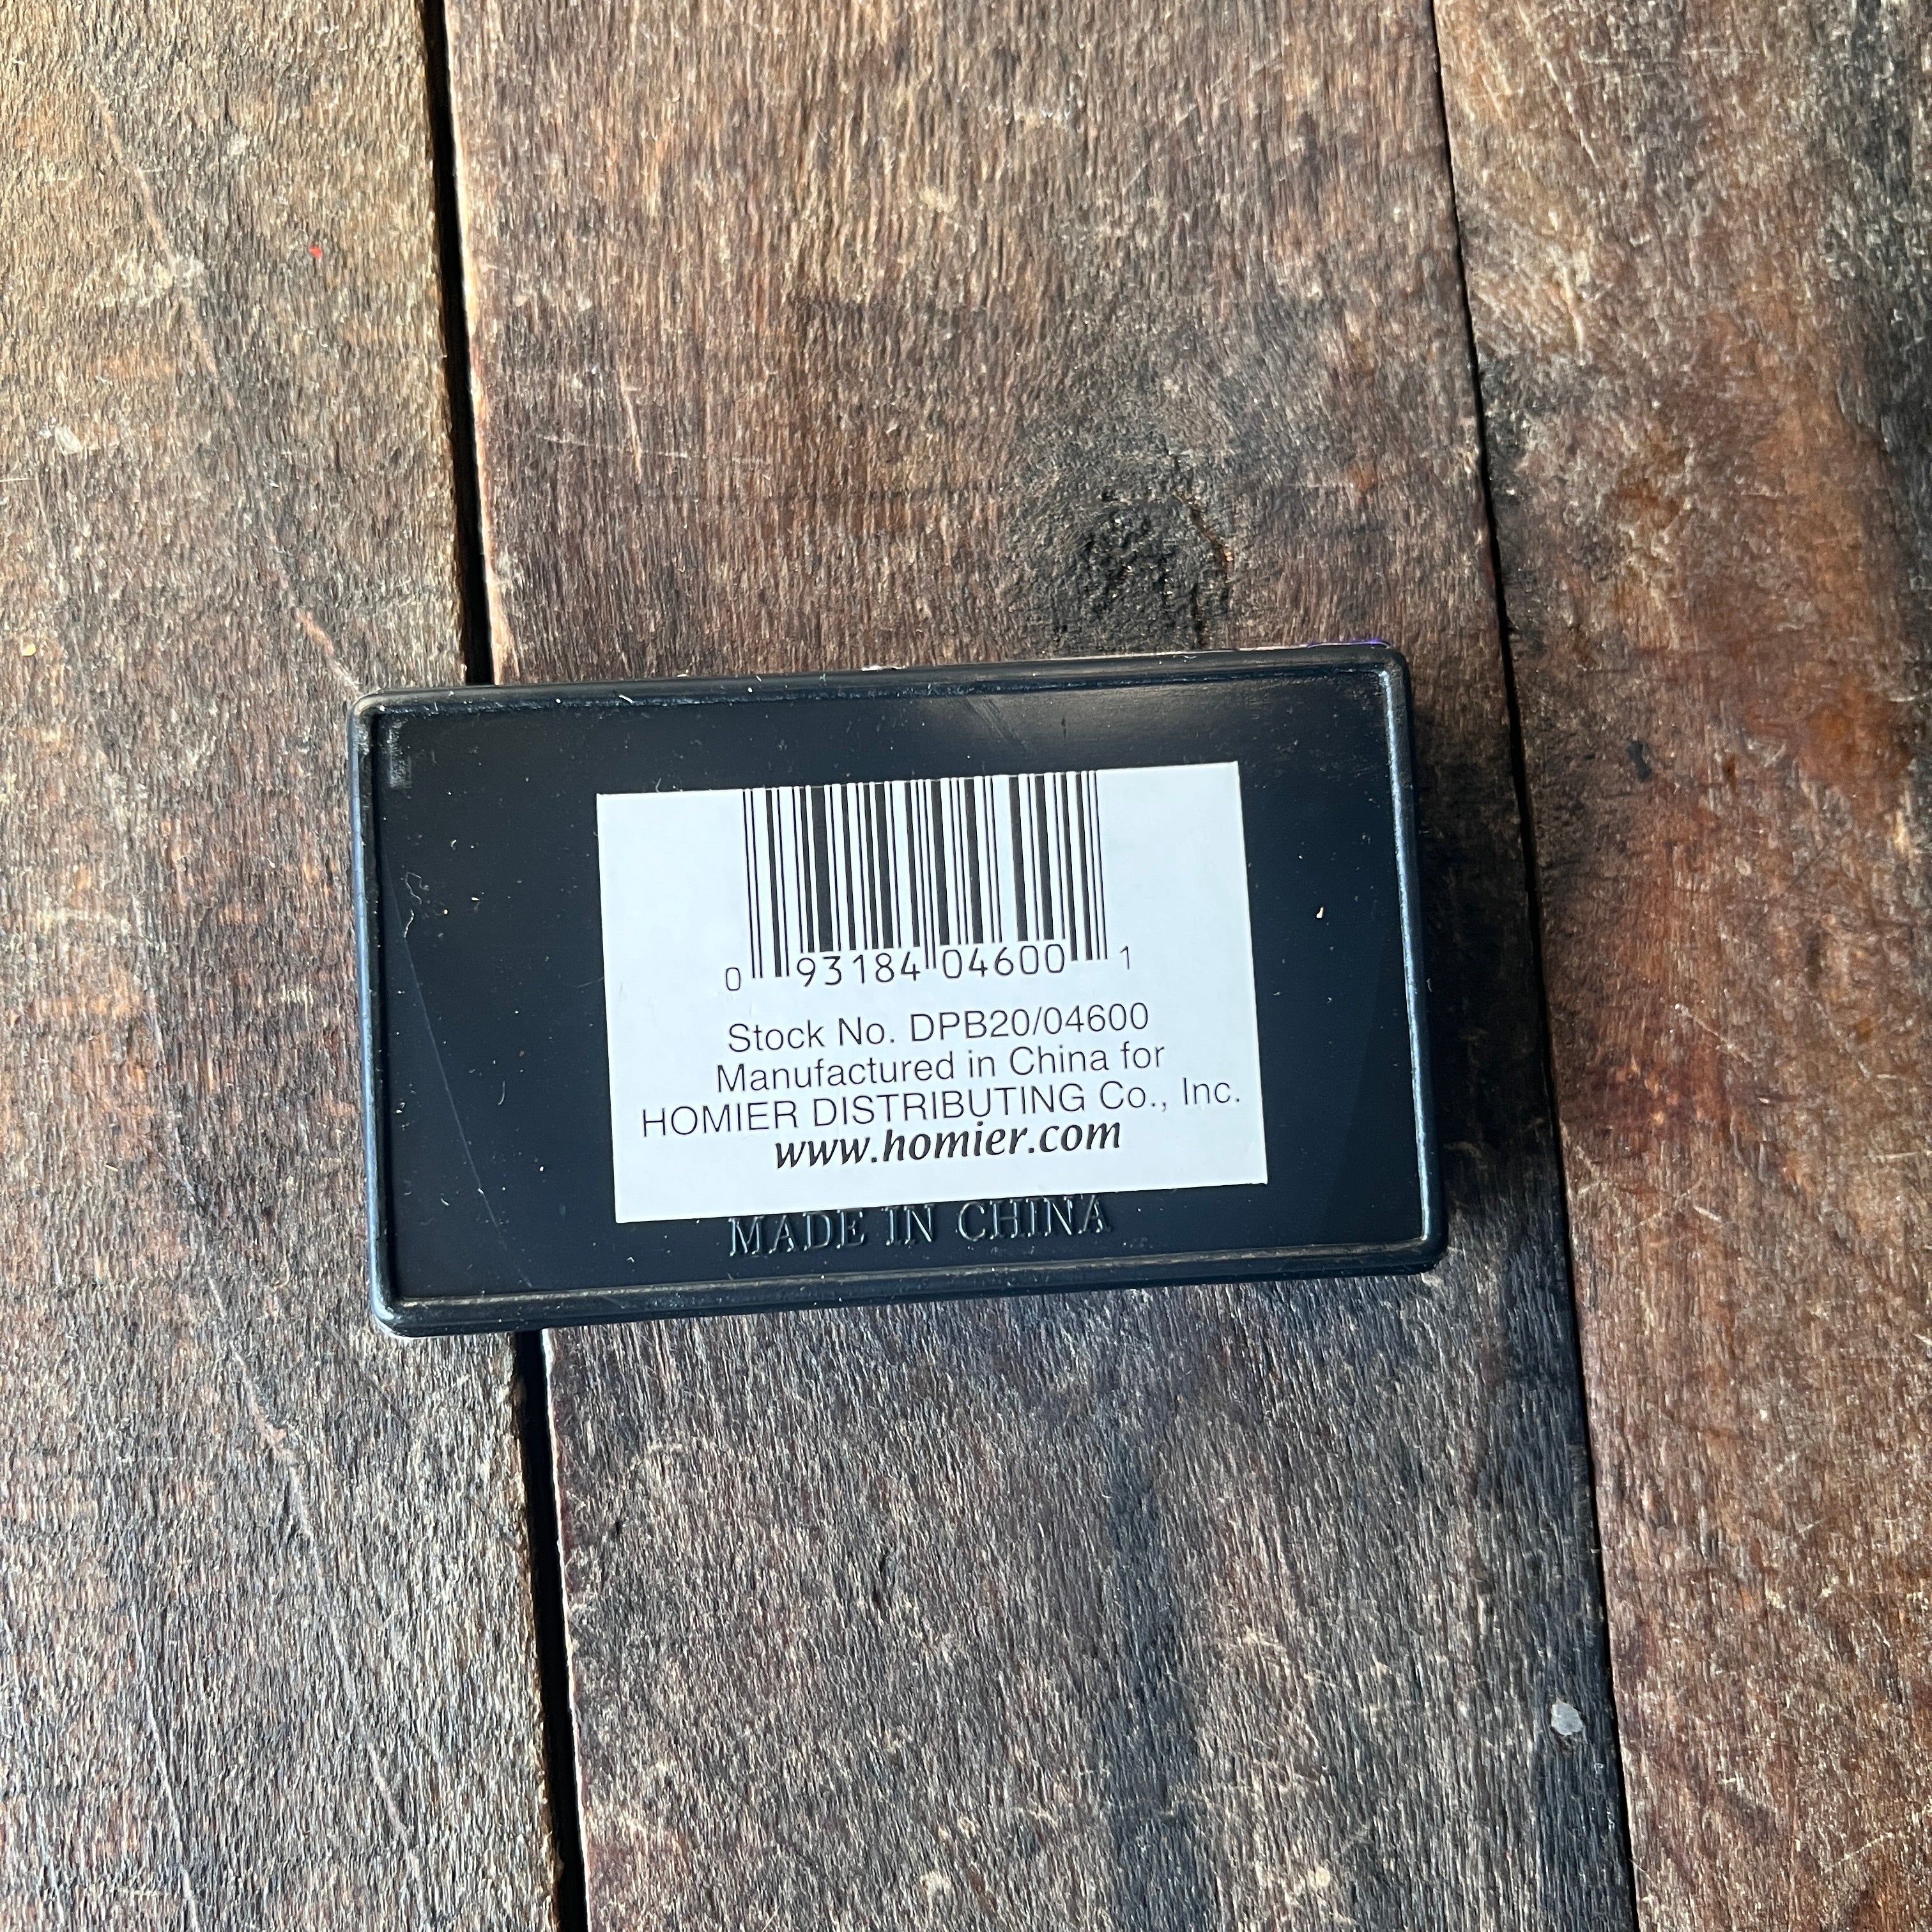 0 93184 04600 1
Stock No. DPB20/04600
Manufactured in China for
HOMIER DISTRIBUTING Co., Inc.
www.homier.com
MADE IN CHINA